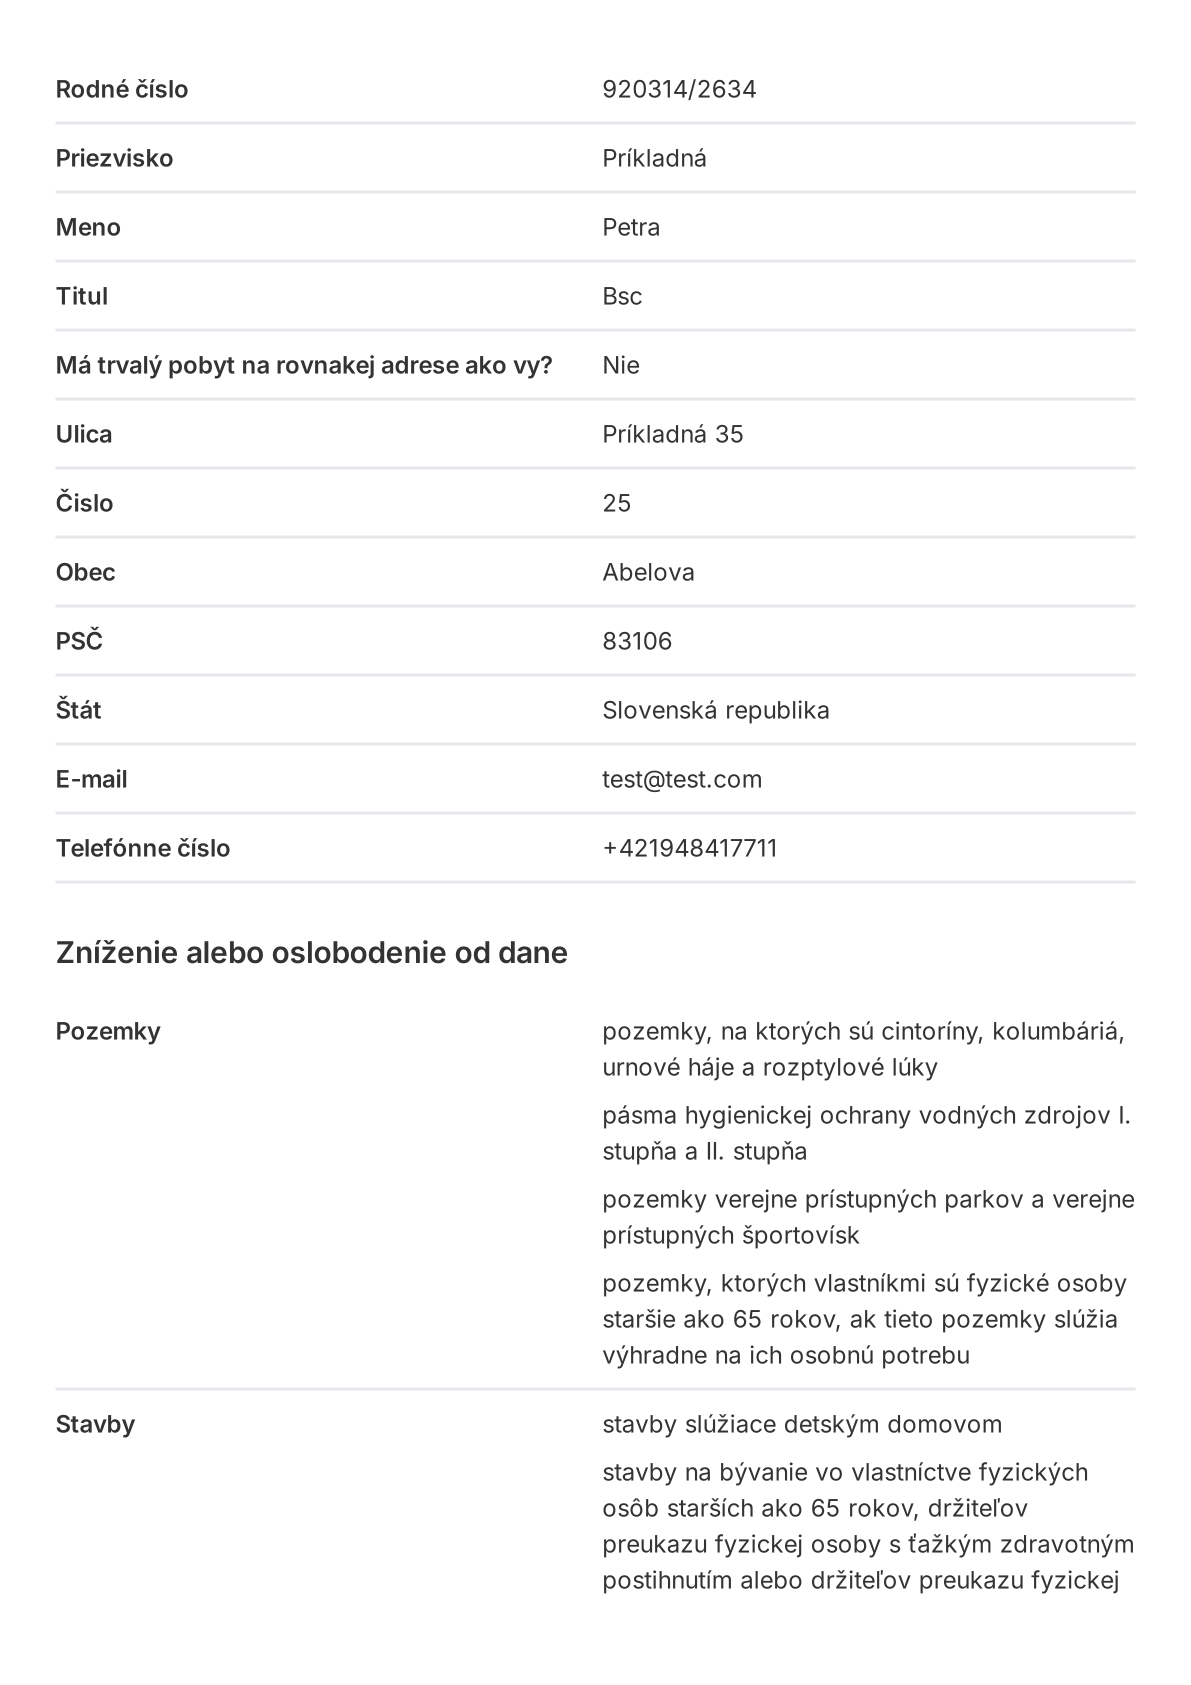 Rodné číslo 920314/2634
Priezvisko Príkladná
Meno Petra
Titul Bsc
Má trvalý pobyt na rovnakej adrese ako vy? Nie
Ulica Príkladná 35
Čislo 25
Obec Abelova
PSČ 83106
Štát Slovenská republika
E-mail test@test.com
Telefónne číslo +421948417711
Zníženie alebo oslobodenie od dane
Pozemky pozemky, na ktorých sú cintoríny, kolumbáriá,
urnové háje a rozptylové lúky
pásma hygienickej ochrany vodných zdrojov I.
stupňa a II. stupňa
pozemky verejne prístupných parkov a verejne
prístupných športovísk
pozemky, ktorých vlastníkmi sú fyzické osoby
staršie ako 65 rokov, ak tieto pozemky slúžia
výhradne na ich osobnú potrebu
Stavby stavby slúžiace detským domovom
stavby na bývanie vo vlastníctve fyzických
osôb starších ako 65 rokov, držiteľov
preukazu fyzickej osoby s ťažkým zdravotným
postihnutím alebo držiteľov preukazu fyzickej